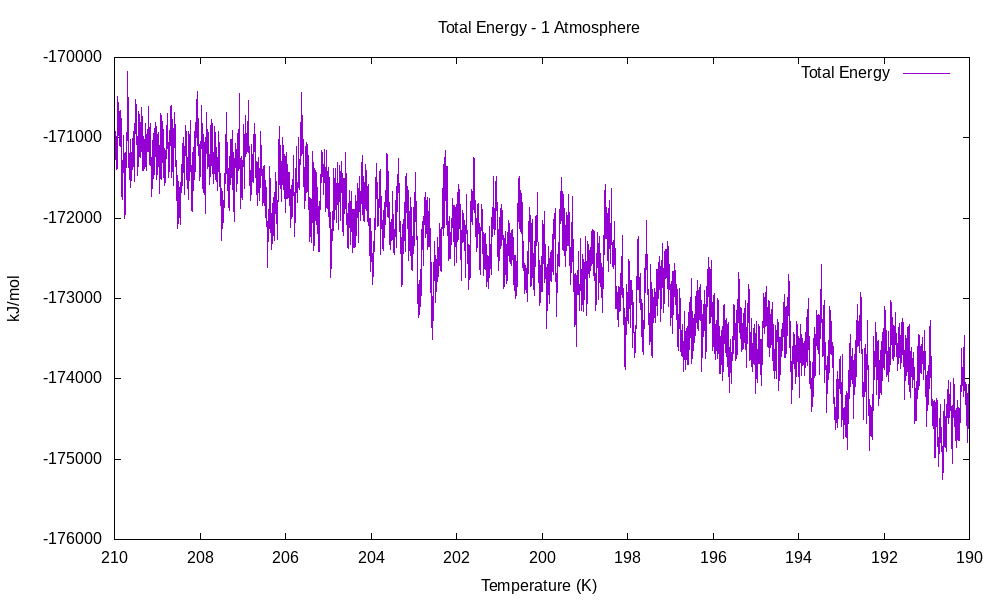 Total Energy - 1 Atmosphere
-170000
Total Energy
-171000
-172000
-173000
-174000
-175000
-176000
kJ/mol
210 208 206 204 202 200 198 196 194 192 190
Temperature (K)